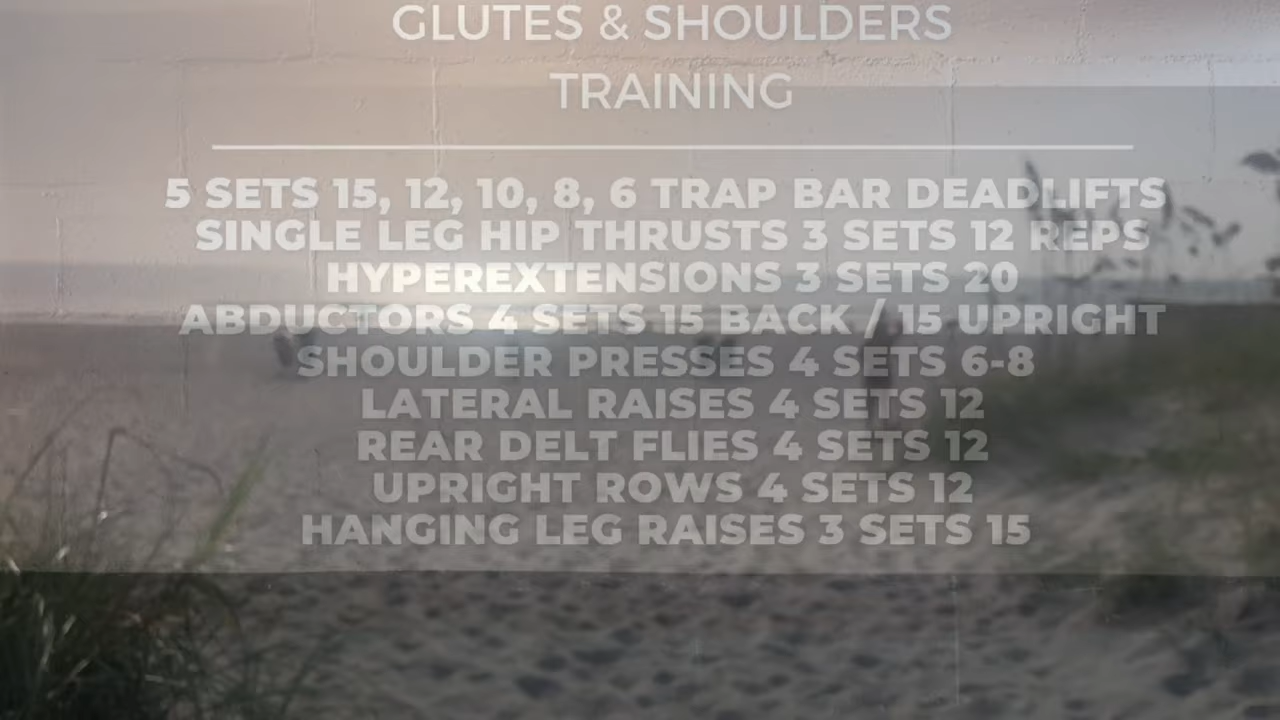 GLUTES & SHOULDERS
TRAINING
5 SETS 15, 12, 10, 8, 6 TRAP BAR DEADLIFTS
SINGLE LEG HIP THRUSTS 3 SETS 12 REPS
HYPEREXTENSIONS 3 SETS 20
ABDUCTORS 4 SETS 15 BACK / 15 UPRIGHT
SHOULDER PRESSES 4 SETS 6-8
LATERAL RAISES 4 SETS 12
REAR DELT FLIES 4 SETS 12
UPRIGHT ROWS 4 SETS 12
HANGING LEG RAISES 3 SETS 15